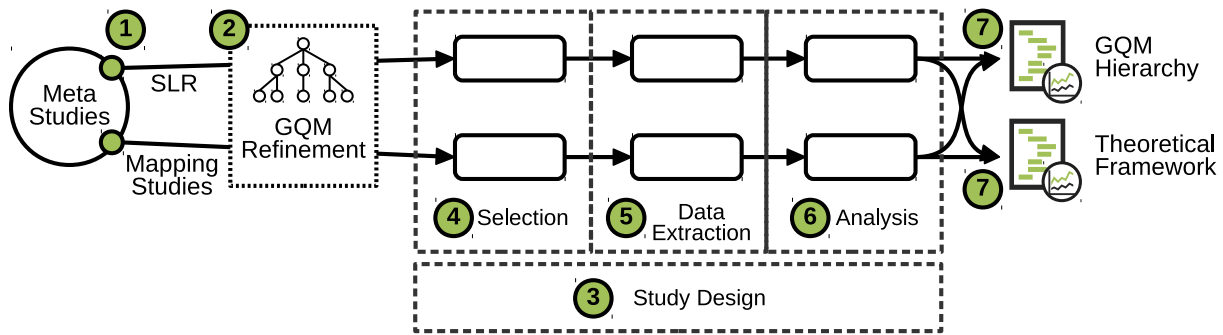 1
2
7
Meta
Studies
SLR
Mapping
Studies
GQM
Refinement
GQM
Hierarchy
Theoretical
Framework
7
4 Selection
5 Data
Extraction
6 Analysis
3 Study Design